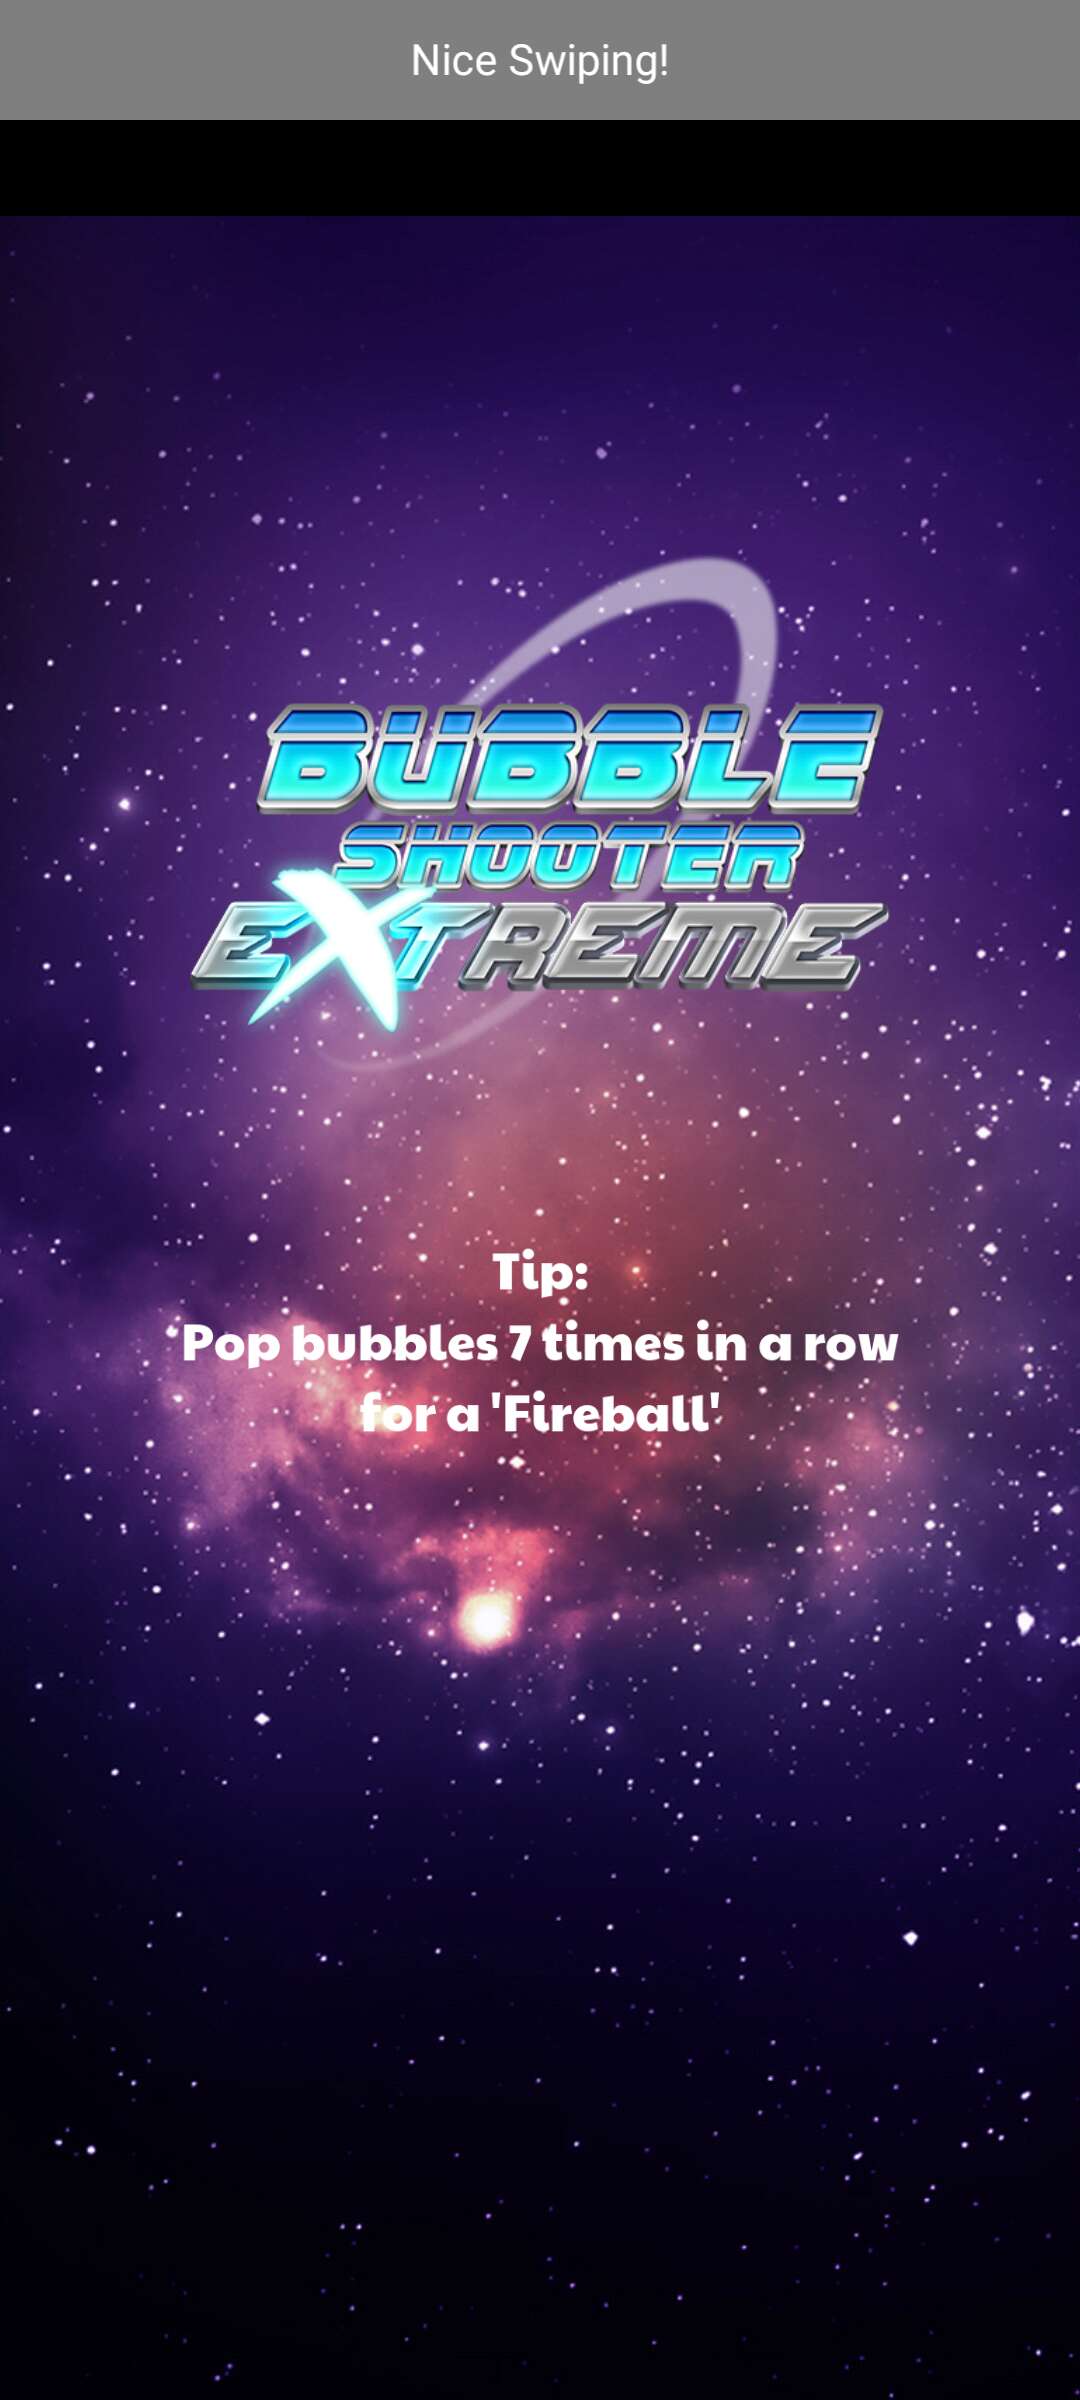 Nice Swiping!
BUBBLE
SHOOTER
EXTREME
Tip:
Pop bubbles 7 times in a row
for a 'Fireball'